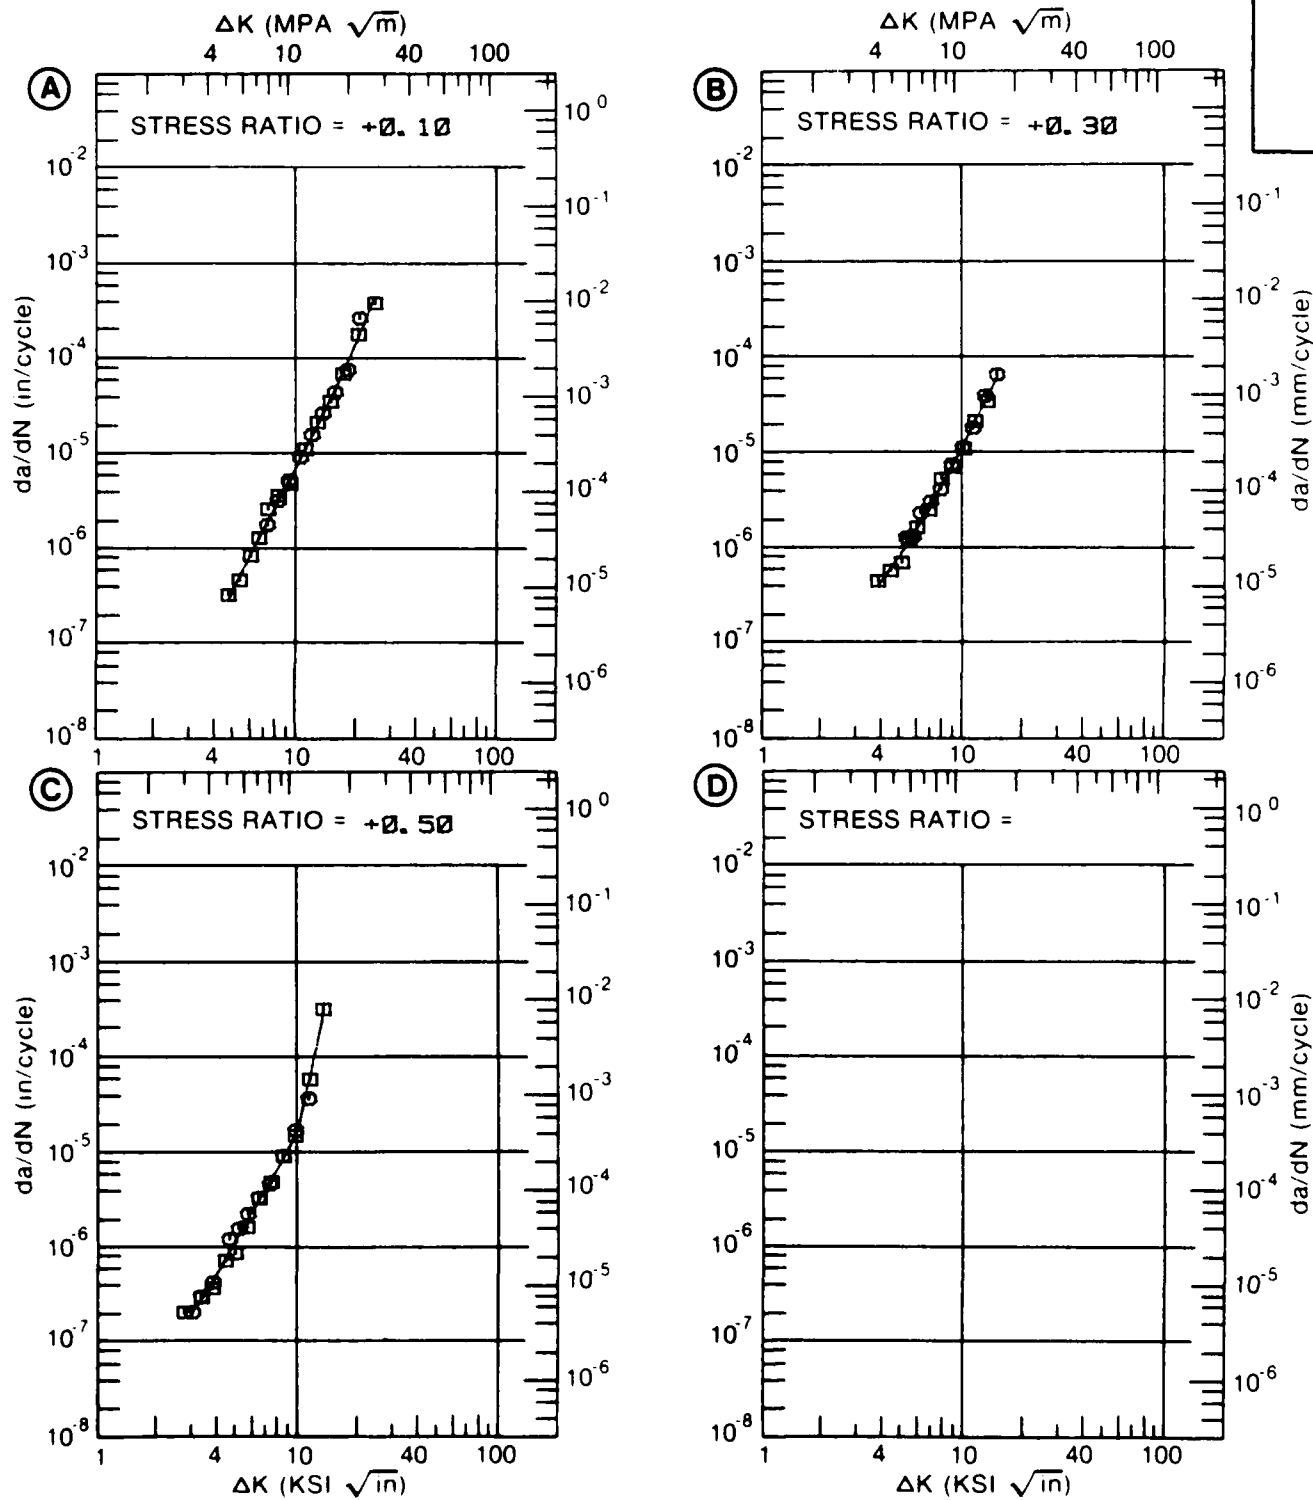 ΔK (MPA √m)
4 10 40 100
A
STRESS RATIO = +0.10
10^0
10^-2
10^-1
10^-3
10^-2
10^-4
10^-3
10^-5
10^-4
10^-6
10^-5
10^-7
10^-6
10^-8
1 4 10 40 100
da/dN (in/cycle)
ΔK (MPA √m)
4 10 40 100
B
STRESS RATIO = +0.30
10^-2
10^-1
10^-3
10^-2
10^-4
10^-3
10^-5
10^-4
10^-6
10^-5
10^-7
10^-6
10^-8
1 4 10 40 100
da/dN (mm/cycle)
C
STRESS RATIO = +0.50
10^0
10^-2
10^-1
10^-3
10^-2
10^-4
10^-3
10^-5
10^-4
10^-6
10^-5
10^-7
10^-6
10^-8
1 4 10 40 100
da/dN (in/cycle)
ΔK (KSI √in)
D
STRESS RATIO =
10^0
10^-2
10^-1
10^-3
10^-2
10^-4
10^-3
10^-5
10^-4
10^-6
10^-5
10^-7
10^-6
10^-8
1 4 10 40 100
da/dN (mm/cycle)
ΔK (KSI √in)